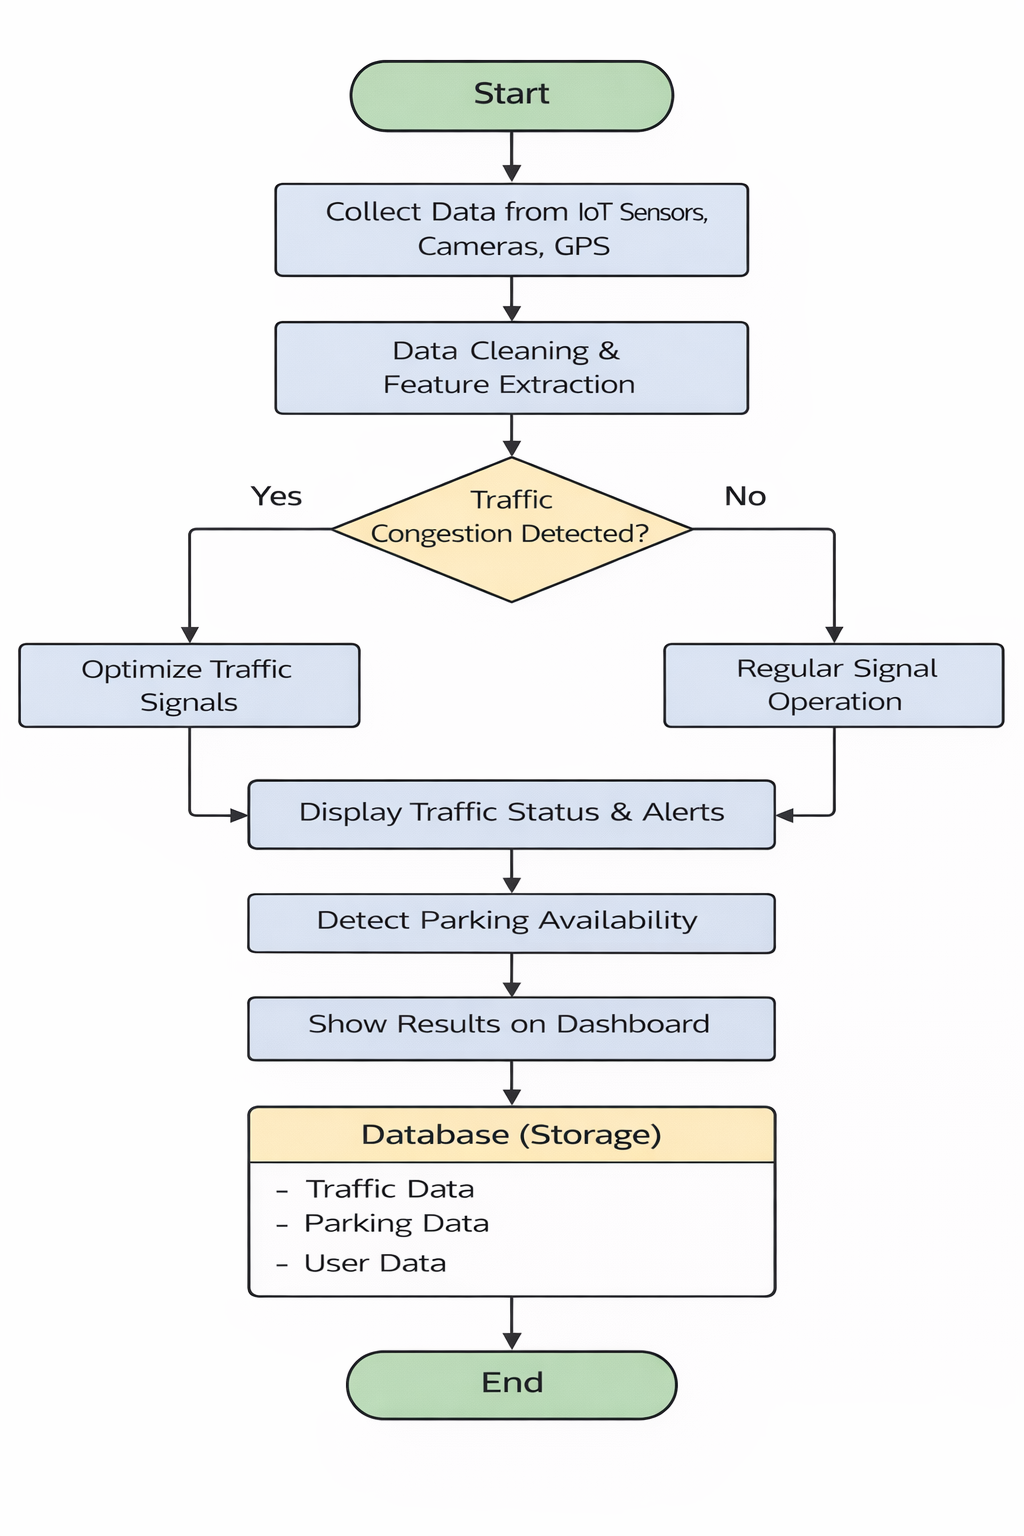 Start
Collect Data from IoT Sensors,
Cameras, GPS
Data Cleaning &
Feature Extraction
Yes
No
Traffic
Congestion Detected?
Optimize Traffic
Signals
Regular Signal
Operation
Display Traffic Status & Alerts
Detect Parking Availability
Show Results on Dashboard
Database (Storage)
- Traffic Data
- Parking Data
- User Data
End